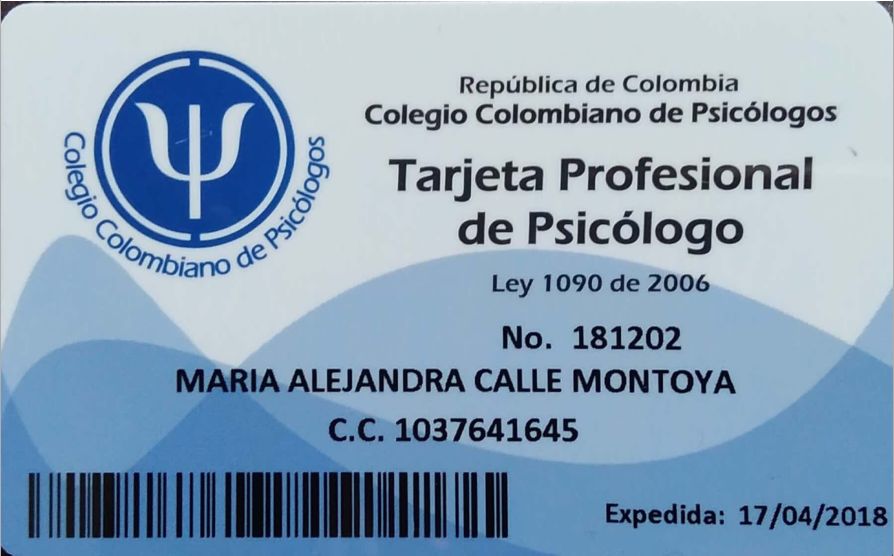 Colegio Colombiano de Psicólogos
República de Colombia
Colegio Colombiano de Psicólogos
Tarjeta Profesional
de Psicólogo
Ley 1090 de 2006
No. 181202
MARIA ALEJANDRA CALLE MONTOYA
C.C. 1037641645
Expedida: 17/04/2018